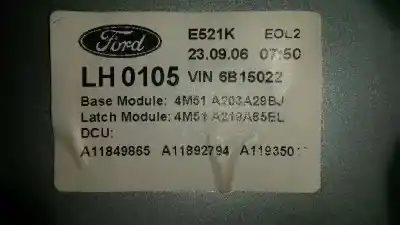 Ford
E521K EOL2
23.09.06 07:50
LH 0105 VIN 6B15022
Base Module: 4M51 A203A29BJ
Latch Module: 4M51 A219A65EL
DCU:
A11849865 A11892794 A1193501